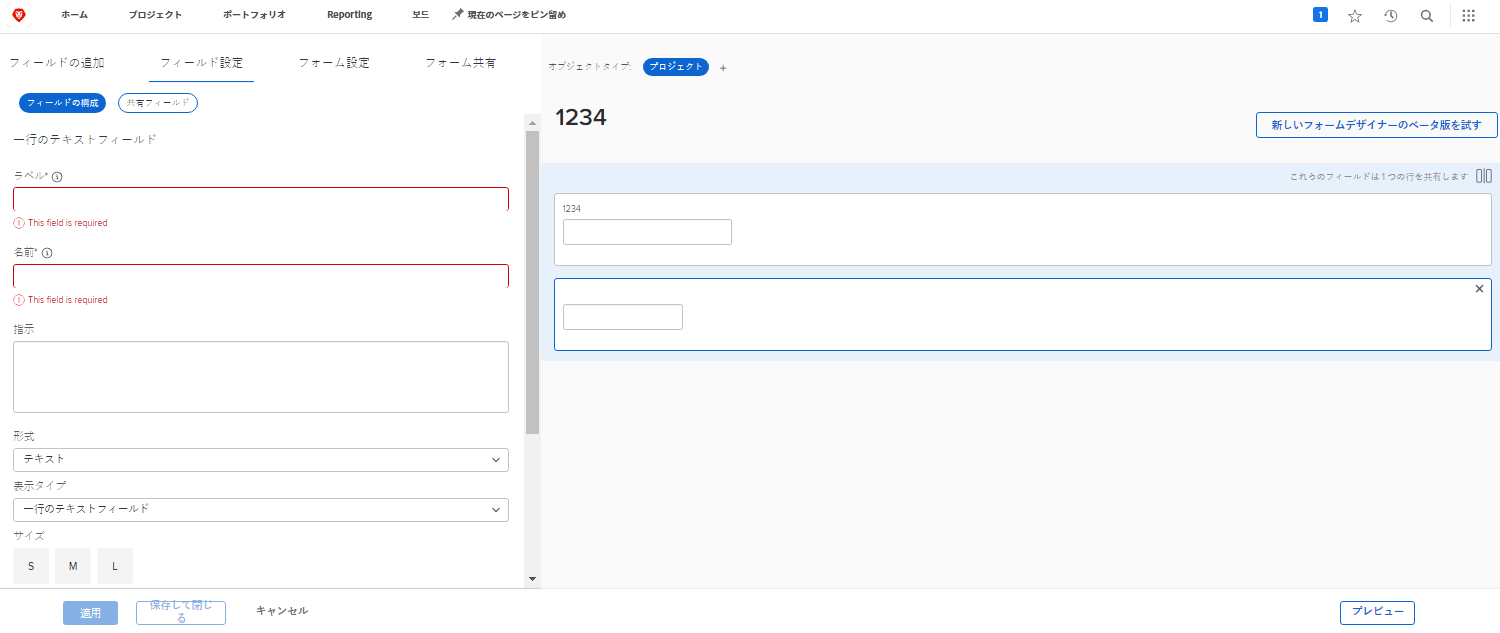 ホーム プロジェクト ポートフォリオ Reporting 보드 現在のページをピン留め 1
フィールドの追加 フィールド設定 フォーム設定 フォーム共有
フィールドの構成 共有フィールド
一行のテキストフィールド
ラベル*
This field is required
名前*
This field is required
指示
形式
テキスト
表示タイプ
一行のテキストフィールド
サイズ
S M L
適用 保存して閉じ
る
キャンセル
オブジェクトタイプ: プロジェクト +
1234
新しいフォームデザイナーのベータ版を試す
これらのフィールドは 1 つの行を共有します
1234
プレビュー